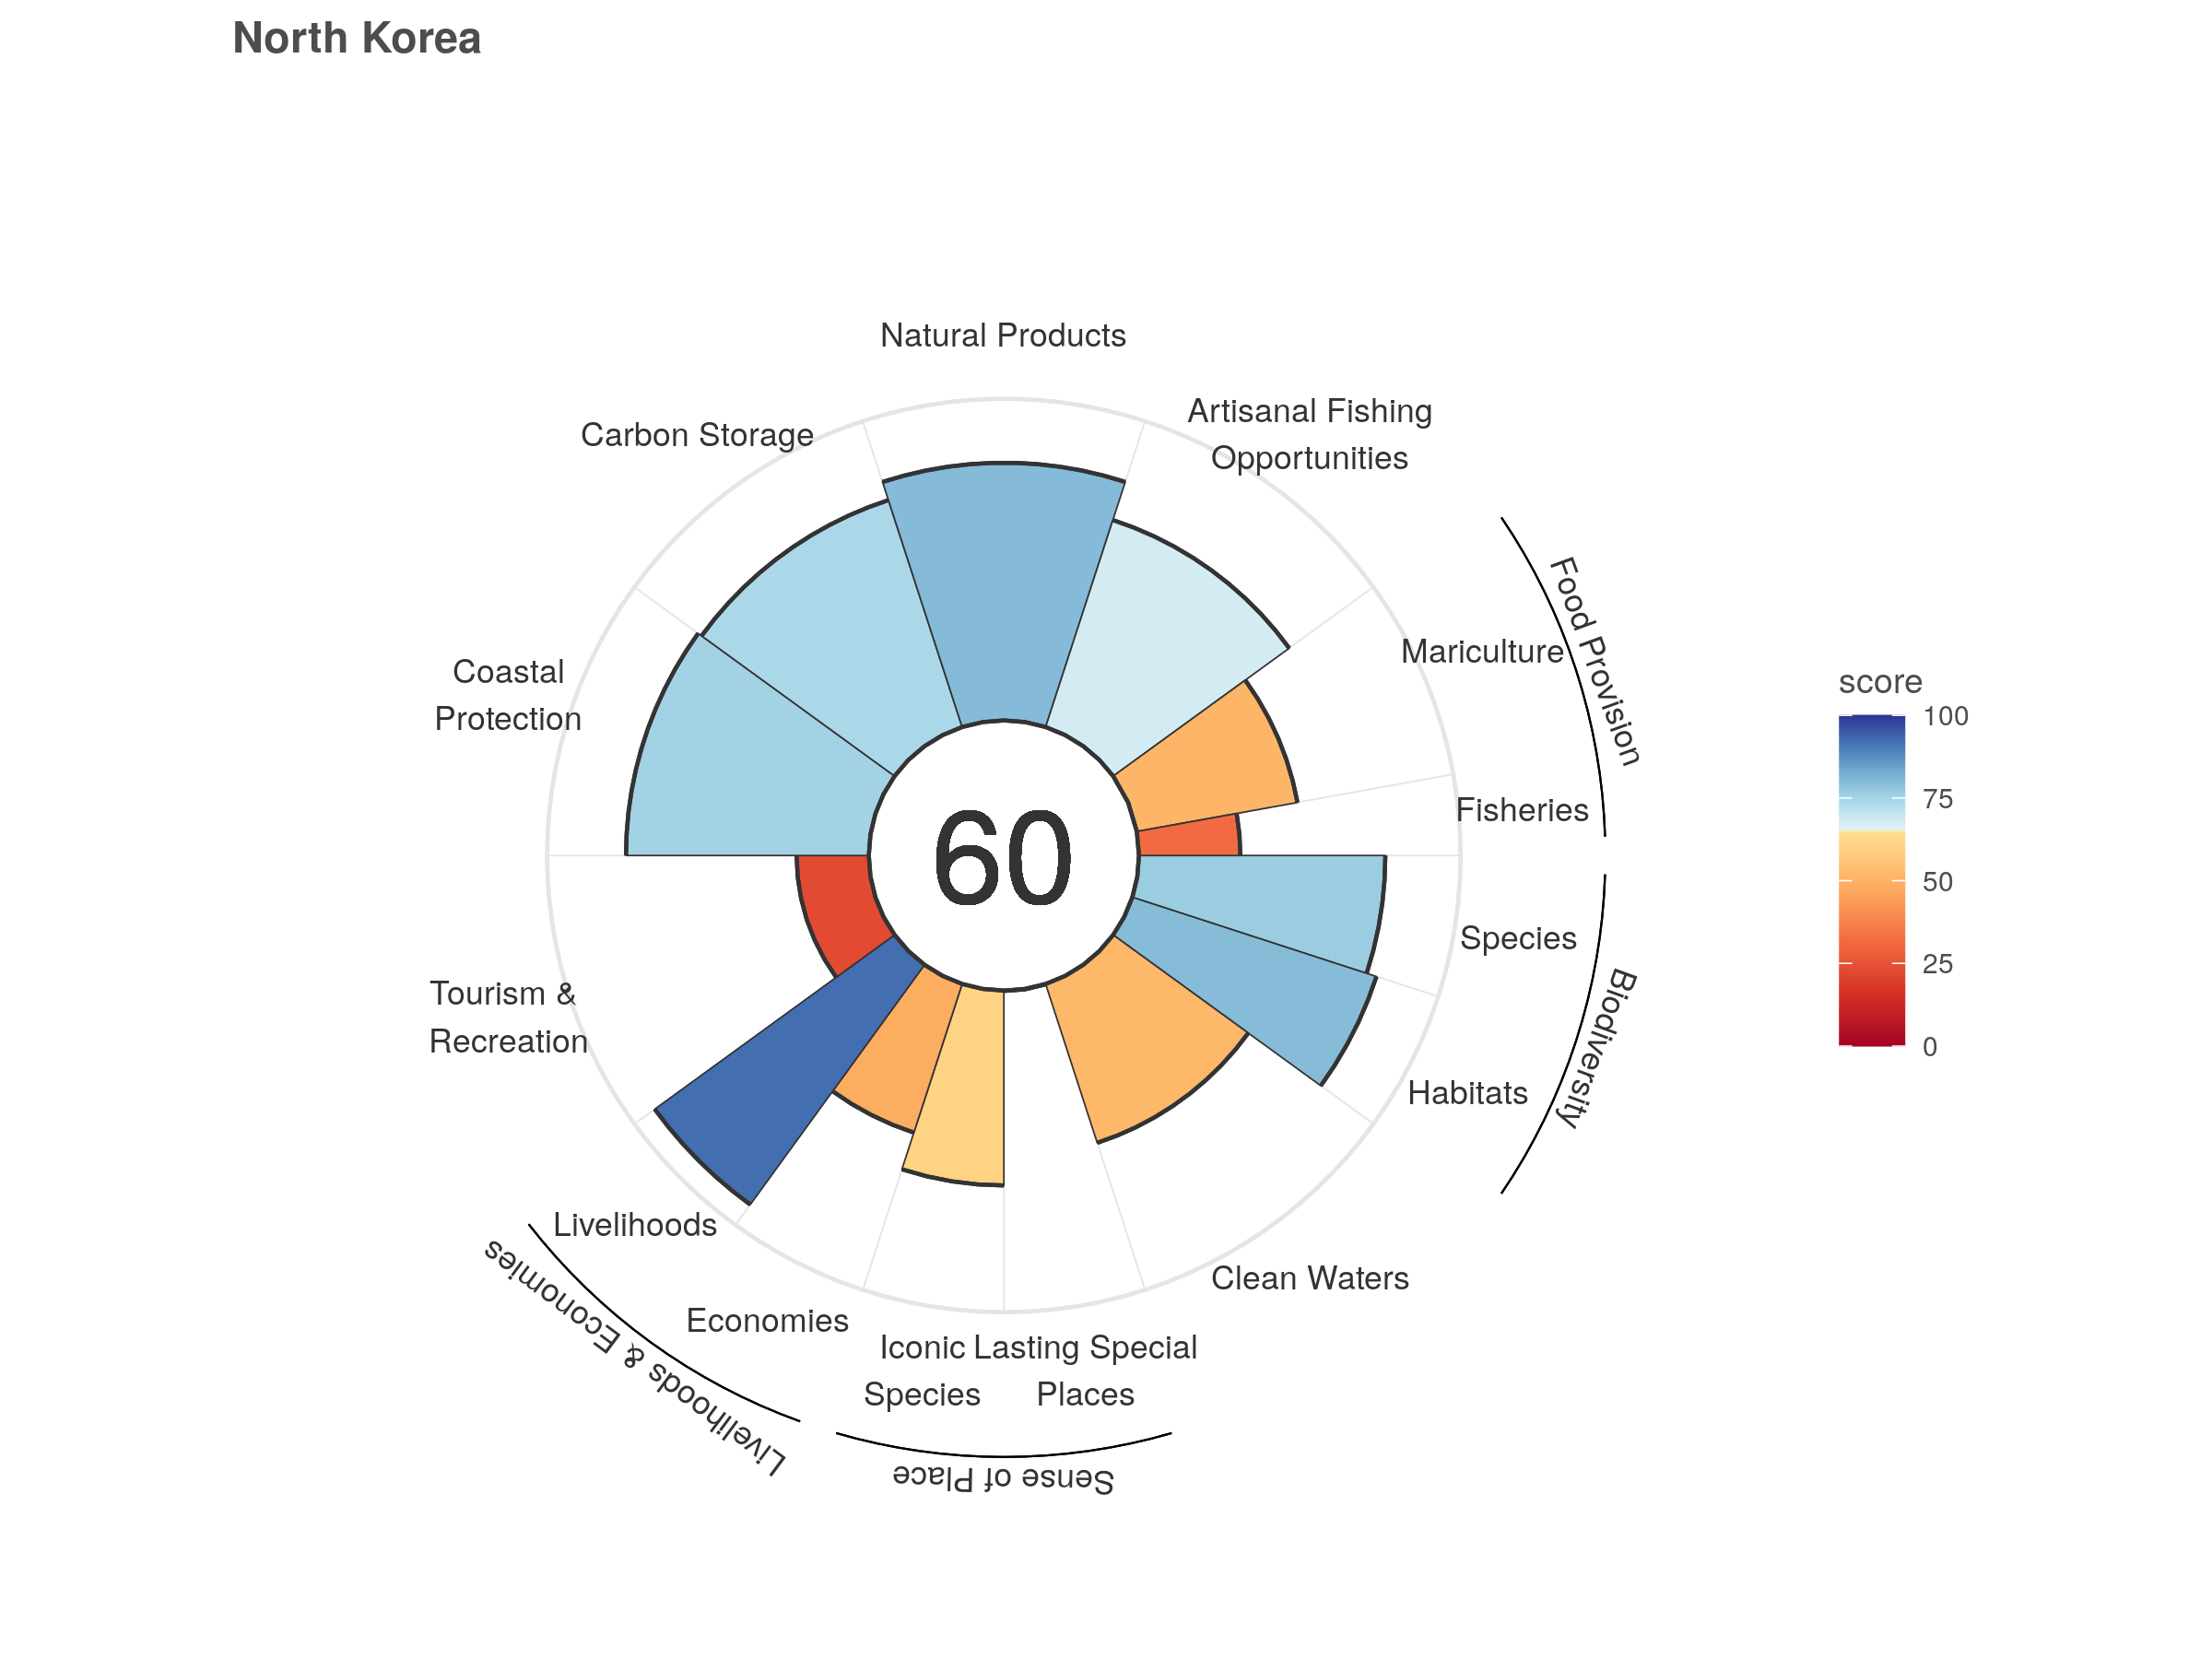 North Korea
Natural Products
Artisanal Fishing
Opportunities
Carbon Storage
Food Provision
Mariculture
Coastal
Protection
Fisheries
60
score
100
75
50
25
0
Species
Biodiversity
Habitats
Tourism &
Recreation
Livelihoods
Livelihoods & Economies
Economies
Clean Waters
Iconic
Species
Lasting Special
Places
Sense of Place